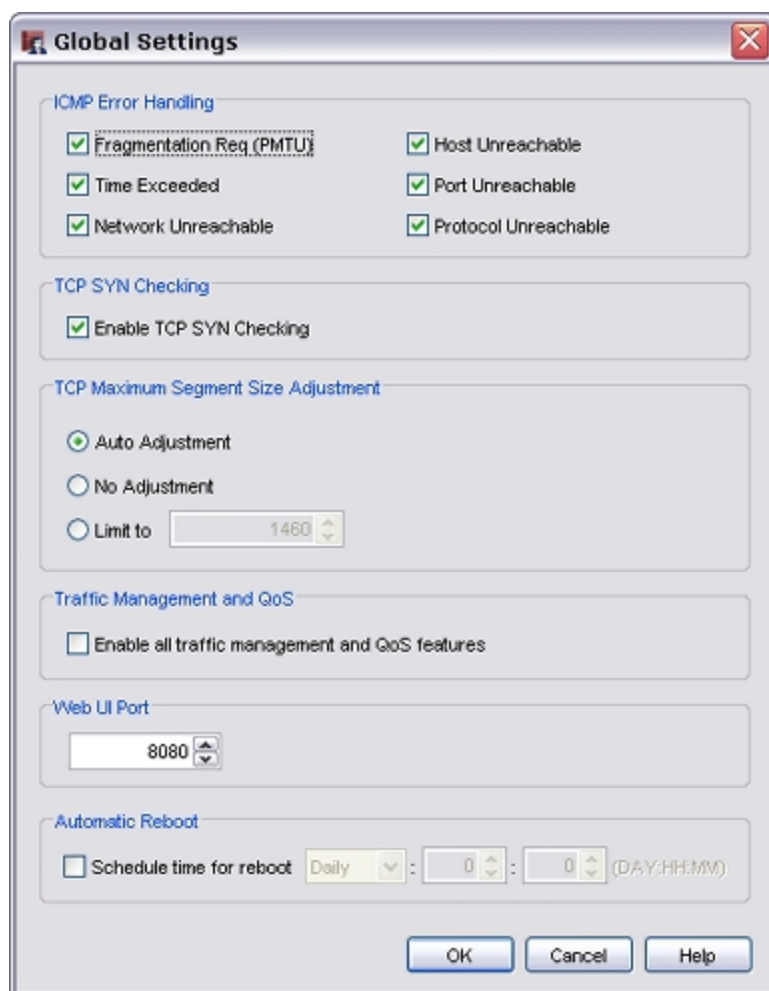 Global Settings
ICMP Error Handling
Fragmentation Req (PMTU)
Host Unreachable
Time Exceeded
Port Unreachable
Network Unreachable
Protocol Unreachable
TCP SYN Checking
Enable TCP SYN Checking
TCP Maximum Segment Size Adjustment
Auto Adjustment
No Adjustment
Limit to 1460
Traffic Management and QoS
Enable all traffic management and QoS features
Web UI Port
8080
Automatic Reboot
Schedule time for reboot Daily : 0 : 0 (DAY:HH:MM)
OK Cancel Help